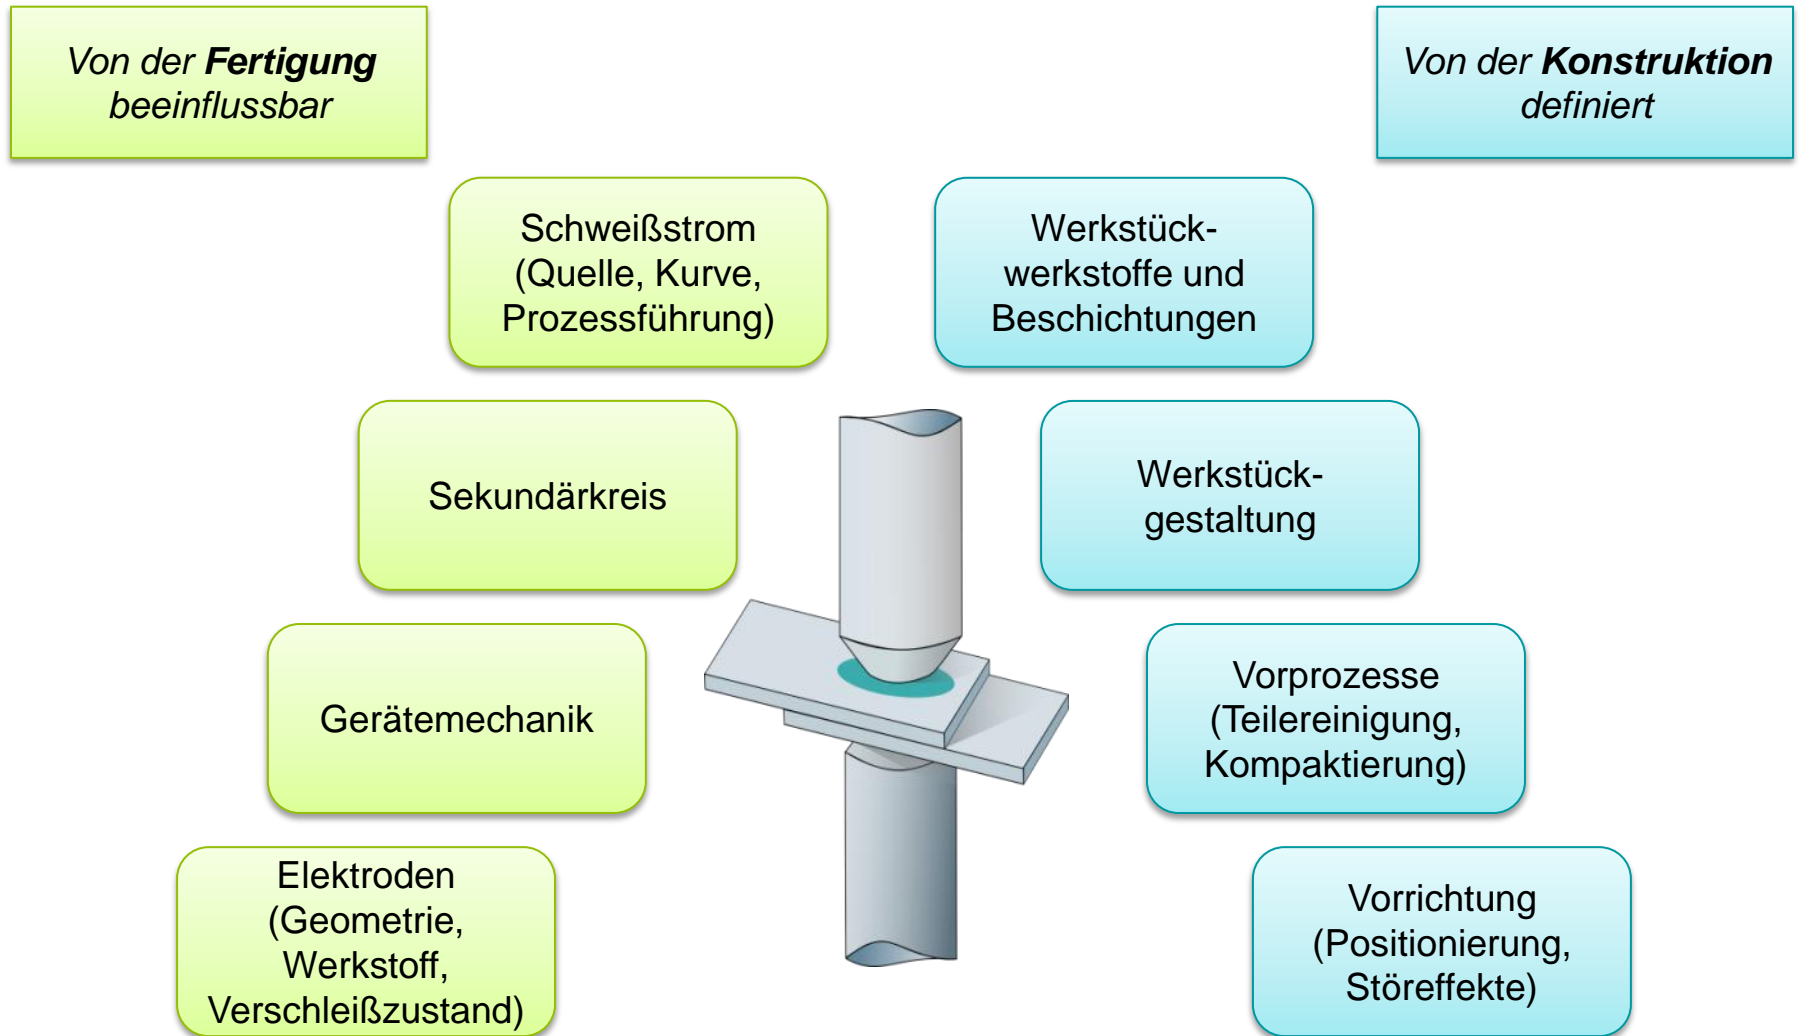 Von der Fertigung
beeinflussbar
Von der Konstruktion
definiert
Schweißstrom
(Quelle, Kurve,
Prozessführung)
Werkstück-
werkstoffe und
Beschichtungen
Sekundärkreis
Werkstück-
gestaltung
Gerätemechanik
Vorprozesse
(Teilereinigung,
Kompaktierung)
Elektroden
(Geometrie,
Werkstoff,
Verschleißzustand)
Vorrichtung
(Positionierung,
Störeffekte)